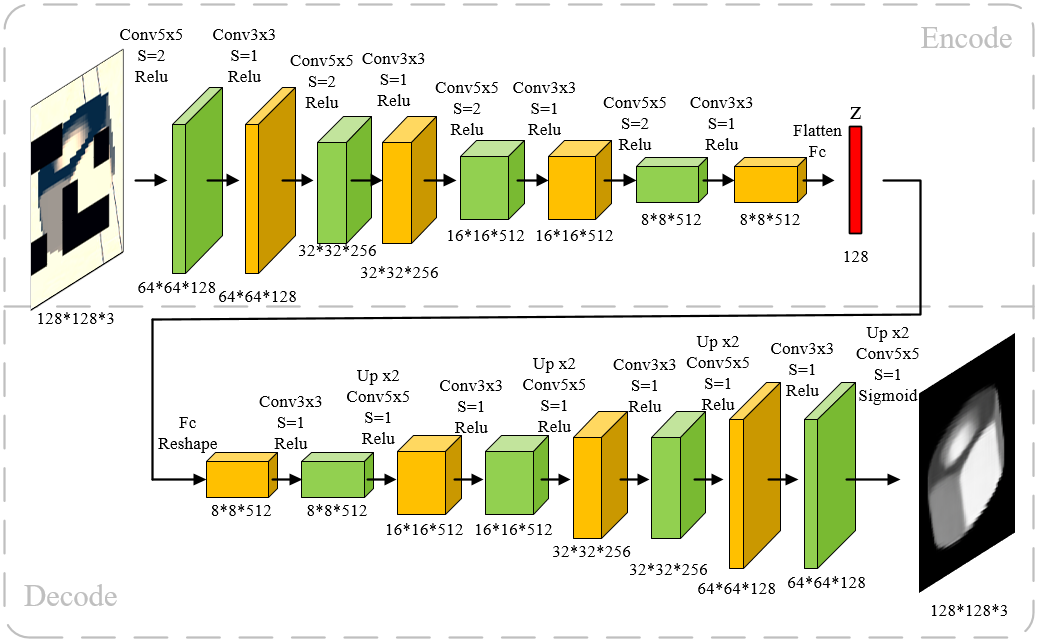 Encode
Conv5x5
S=2
Relu
Conv3x3
S=1
Relu
Conv5x5
S=2
Relu
Conv3x3
S=1
Relu
Conv5x5
S=2
Relu
Conv3x3
S=1
Relu
Conv5x5
S=2
Relu
Conv3x3
S=1
Relu
Flatten
Fc
Z
128*128*3
64*64*128
64*64*128
32*32*256
32*32*256
16*16*512
16*16*512
8*8*512
8*8*512
128
Fc
Reshape
Conv3x3
S=1
Relu
Up x2
Conv5x5
S=1
Relu
Conv3x3
S=1
Relu
Up x2
Conv5x5
S=1
Relu
Conv3x3
S=1
Relu
Up x2
Conv5x5
S=1
Relu
Conv3x3
S=1
Relu
Up x2
Conv5x5
S=1
Sigmoid
8*8*512
8*8*512
16*16*512
16*16*512
32*32*256
32*32*256
64*64*128
64*64*128
128*128*3
Decode